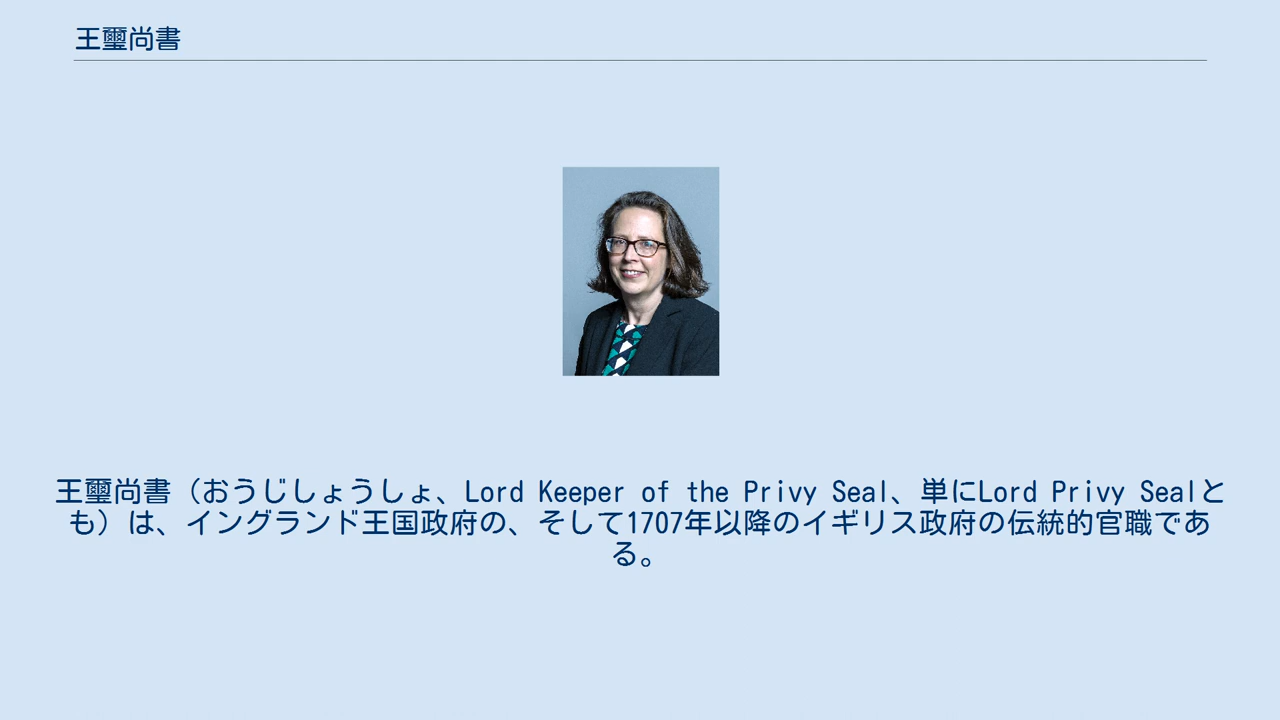 王璽尚書
王璽尚書（おうじしょうしょ、Lord Keeper of the Privy Seal、単にLord Privy Sealと
も）は、イングランド王国政府の、そして1707年以降のイギリス政府の伝統的官職であ
る。